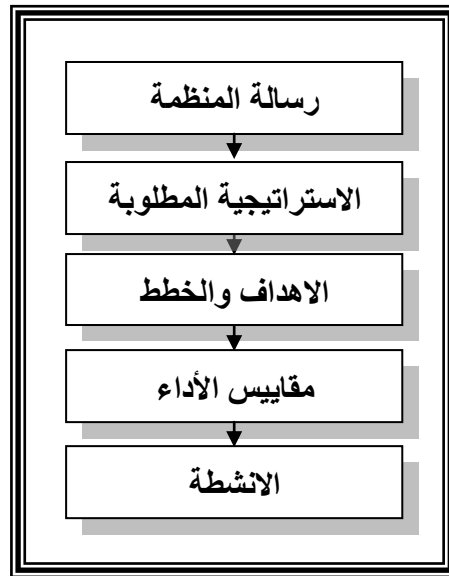 رسالة المنظمة
الاستراتيجية المطلوبة
الاهداف والخطط
مقاييس الأداء
الانشطة